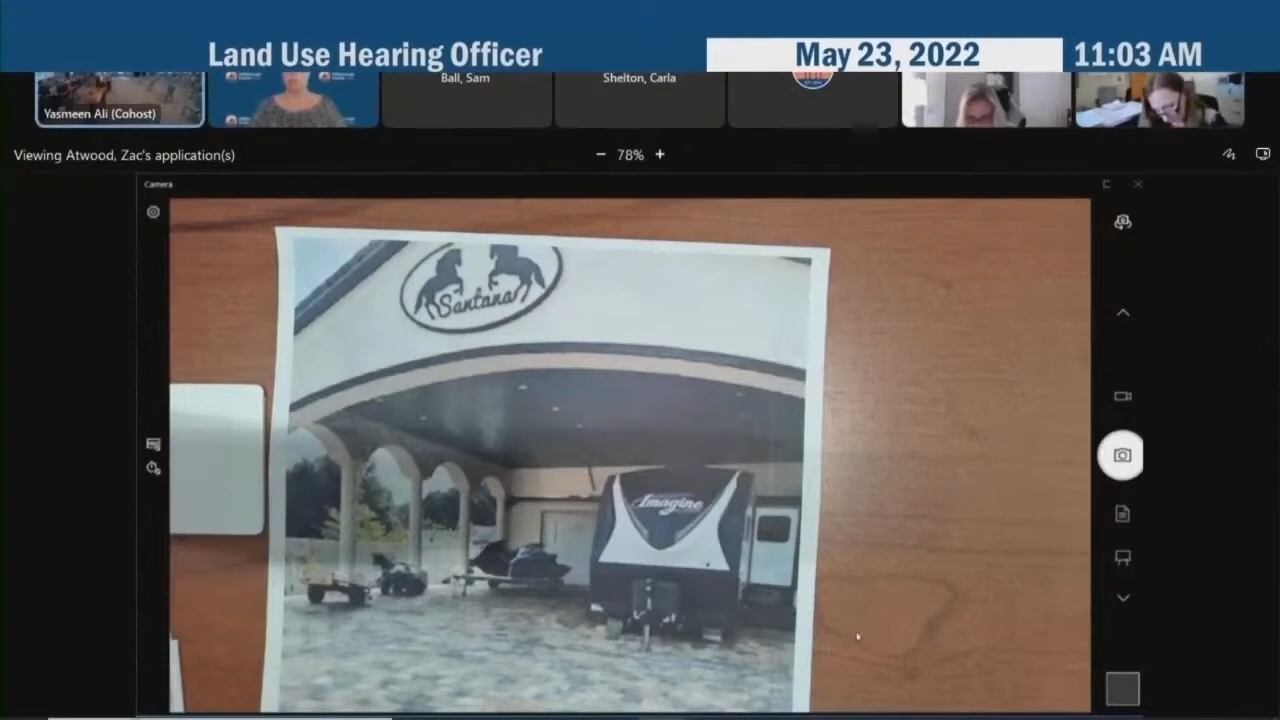 Land Use Hearing Officer
May 23, 2022
11:03 AM
Yasmeen Ali (Cohost)
Ball, Sam
Shelton, Carla
Viewing Atwood, Zac's application(s)
78%
Camera
Santana
Imagine